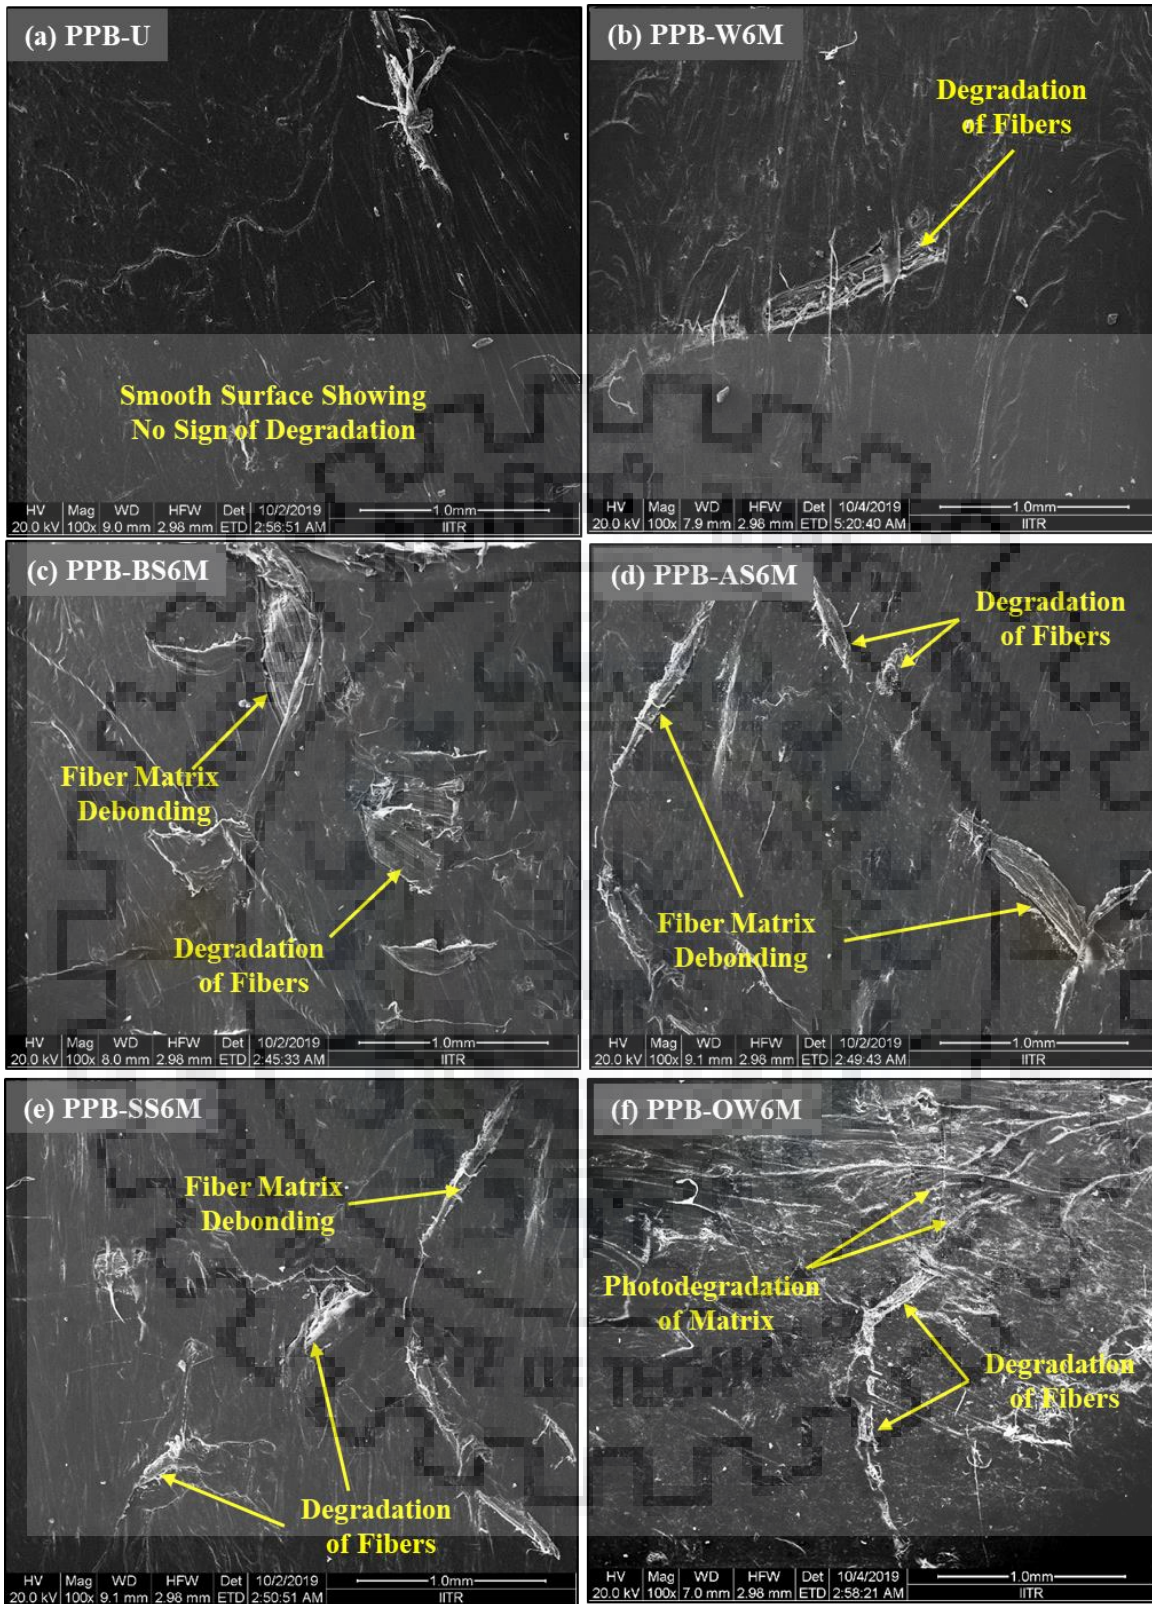 (a) PPB-U
Smooth Surface Showing
No Sign of Degradation
HV Mag WD HFW Det 10/2/2019 1.0mm
20.0 kV 100x 9.0 mm 2.98 mm ETD 2:56:51 AM IITR
(b) PPB-W6M
Degradation
of Fibers
HV Mag WD HFW Det 10/4/2019 1.0mm
20.0 kV 100x 7.9 mm 2.98 mm ETD 5:20:40 AM IITR
(c) PPB-BS6M
Fiber Matrix
Debonding
Degradation
of Fibers
HV Mag WD HFW Det 10/2/2019 1.0mm
20.0 kV 100x 8.0 mm 2.98 mm ETD 2:45:33 AM IITR
(d) PPB-AS6M
Degradation
of Fibers
Fiber Matrix
Debonding
HV Mag WD HFW Det 10/2/2019 1.0mm
20.0 kV 100x 9.1 mm 2.98 mm ETD 2:49:43 AM IITR
(e) PPB-SS6M
Fiber Matrix
Debonding
Degradation
of Fibers
HV Mag WD HFW Det 10/2/2019 1.0mm
20.0 kV 100x 9.1 mm 2.98 mm ETD 2:50:51 AM IITR
(f) PPB-OW6M
Photodegradation
of Matrix
Degradation
of Fibers
HV Mag WD HFW Det 10/4/2019 1.0mm
20.0 kV 100x 7.0 mm 2.98 mm ETD 2:58:21 AM IITR